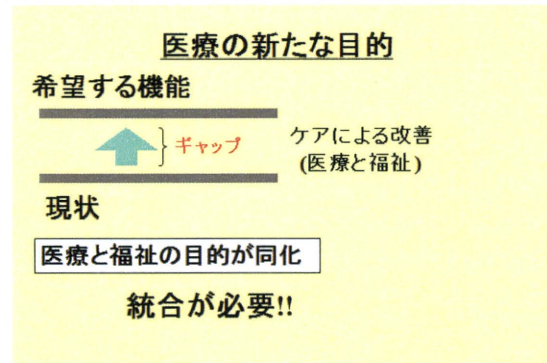 医療の新たな目的
希望する機能
ギャップ
ケアによる改善
(医療と福祉)
現状
医療と福祉の目的が同化
統合が必要!!